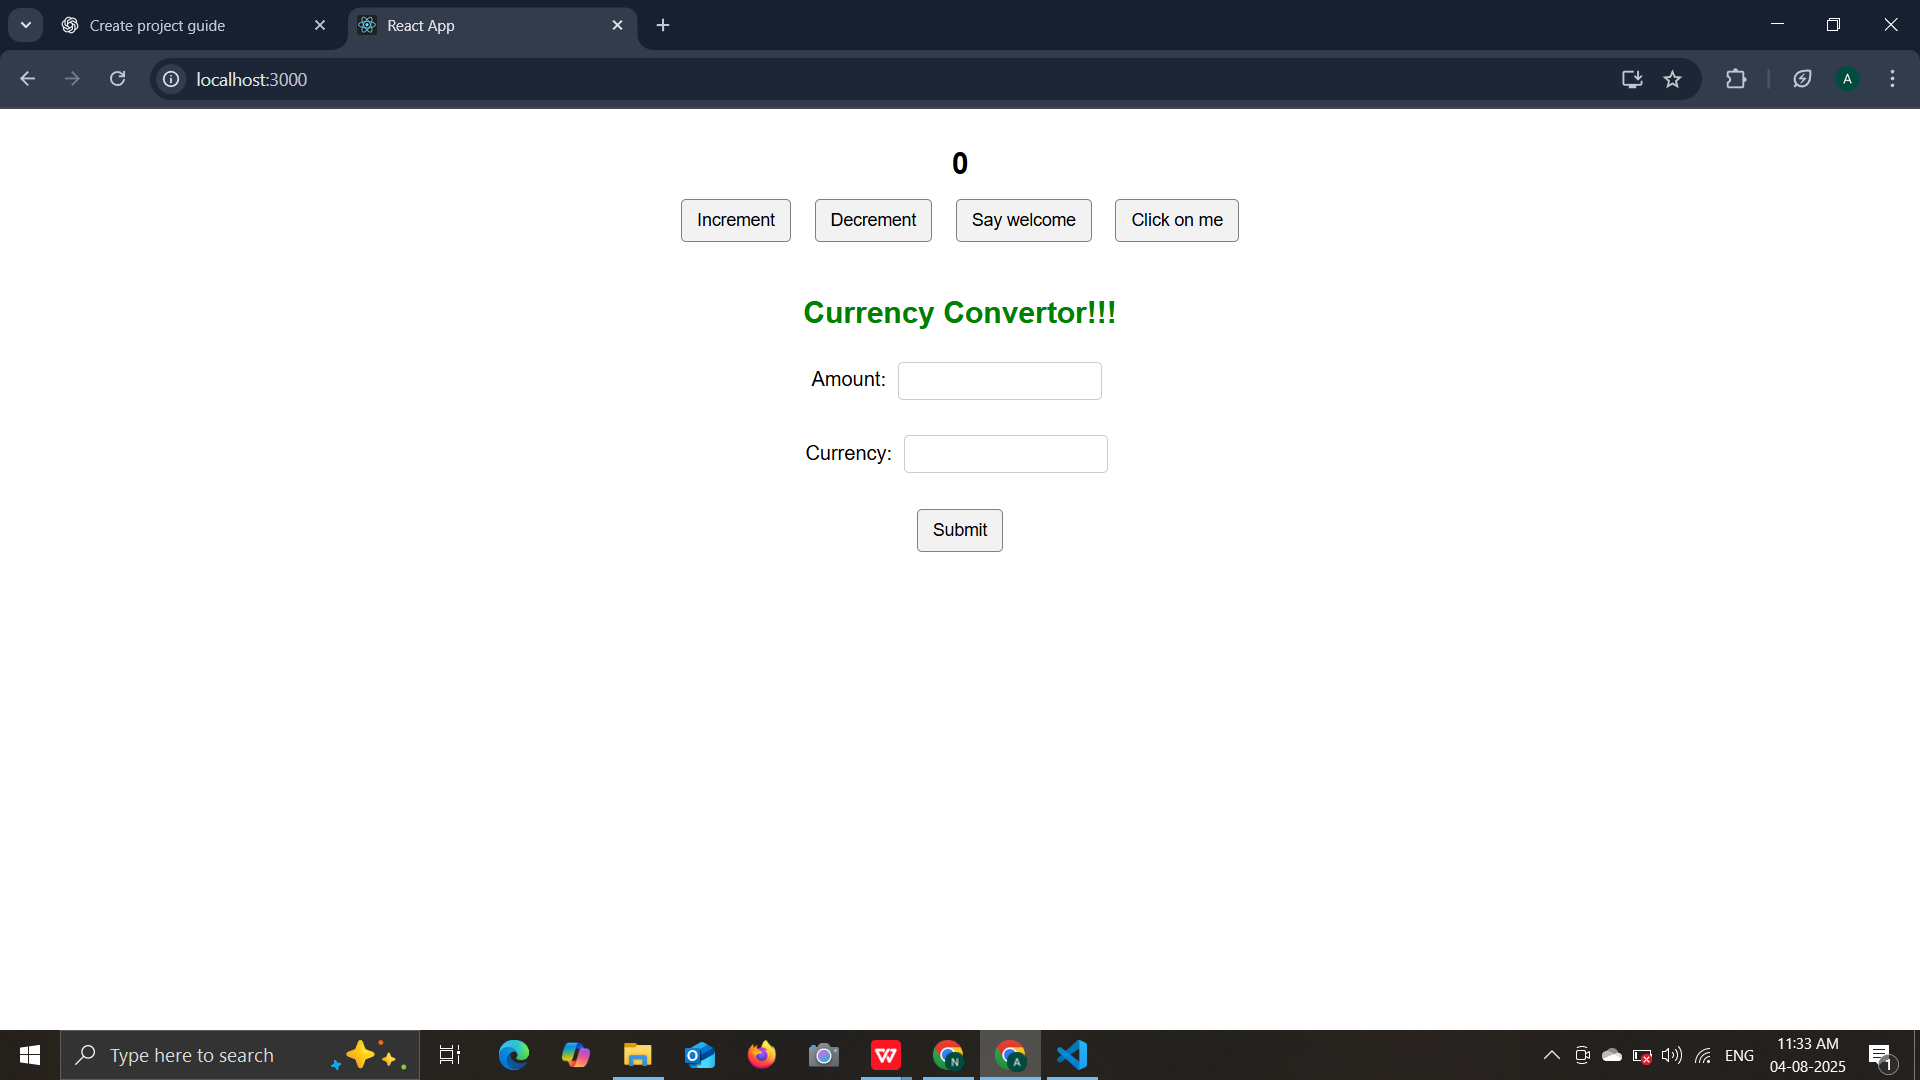 Create project guide
React App
localhost:3000
A
0
Increment Decrement Say welcome Click on me
Currency Convertor!!!
Amount:
Currency:
Submit
Type here to search
N
A
ENG
11:33 AM
04-08-2025
1